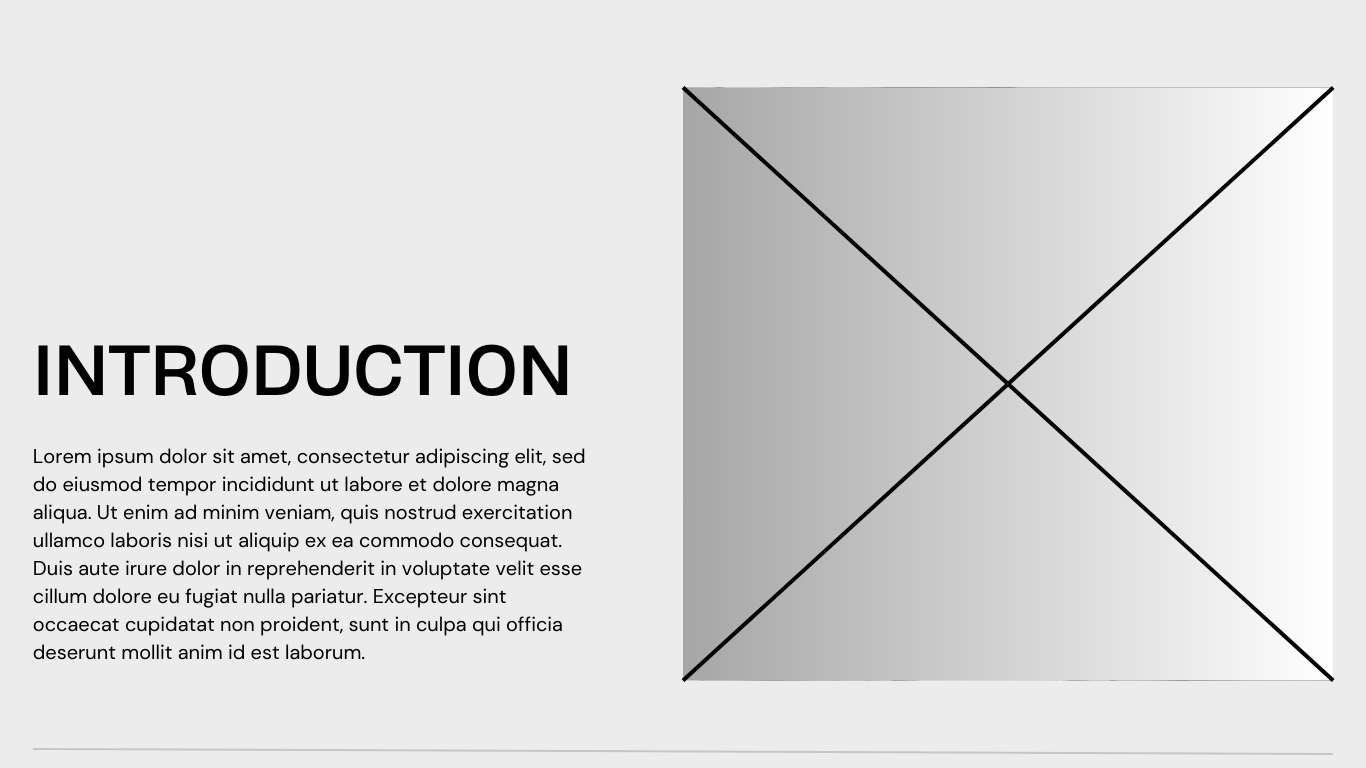 INTRODUCTION
Lorem ipsum dolor sit amet, consectetur adipiscing elit, sed
do eiusmod tempor incididunt ut labore et dolore magna
aliqua. Ut enim ad minim veniam, quis nostrud exercitation
ullamco laboris nisi ut aliquip ex ea commodo consequat.
Duis aute irure dolor in reprehenderit in voluptate velit esse
cillum dolore eu fugiat nulla pariatur. Excepteur sint
occaecat cupidatat non proident, sunt in culpa qui officia
deserunt mollit anim id est laborum.